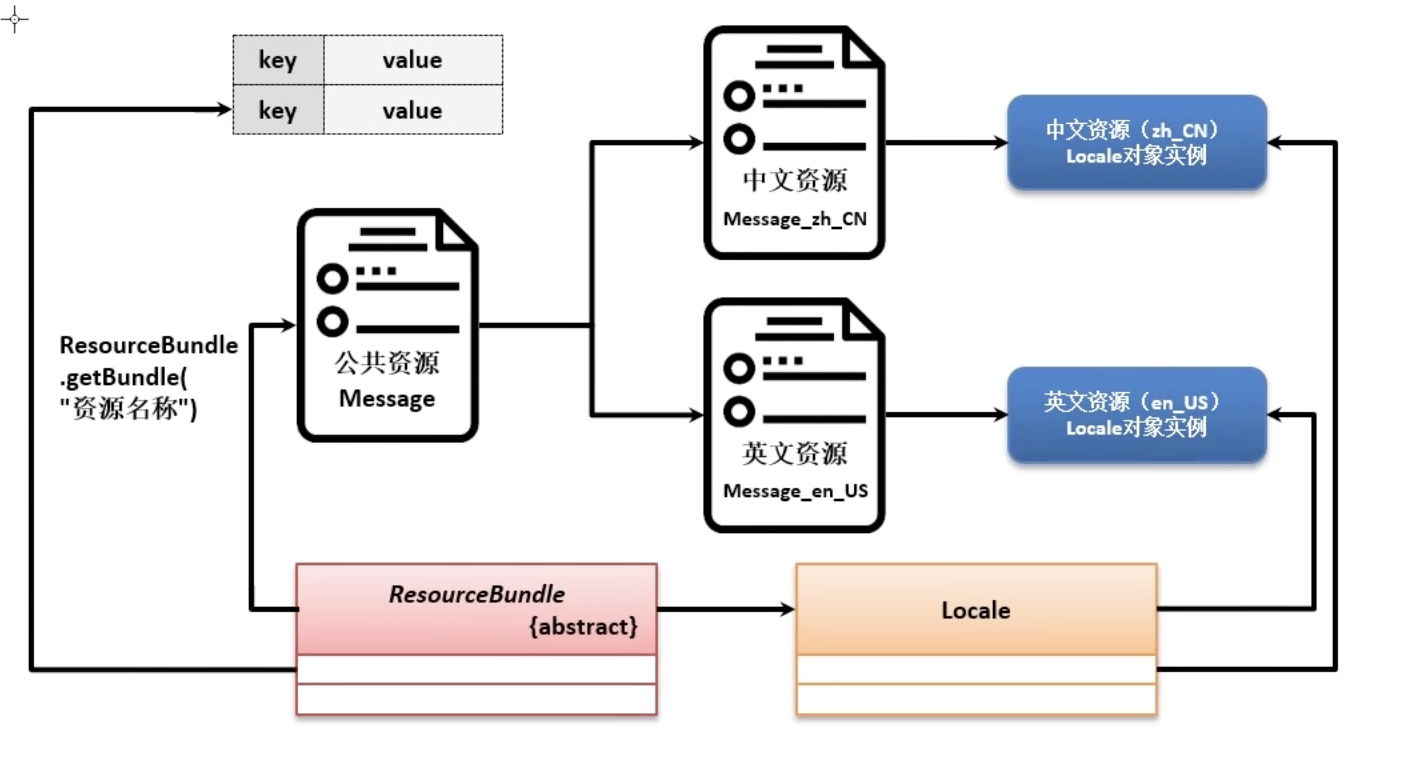 key value
key value
ResourceBundle
.getBundle(
"资源名称")
公共资源
Message
中文资源
Message_zh_CN
中文资源（zh_CN）
Locale对象实例
英文资源
Message_en_US
英文资源（en_US）
Locale对象实例
ResourceBundle
{abstract}
Locale